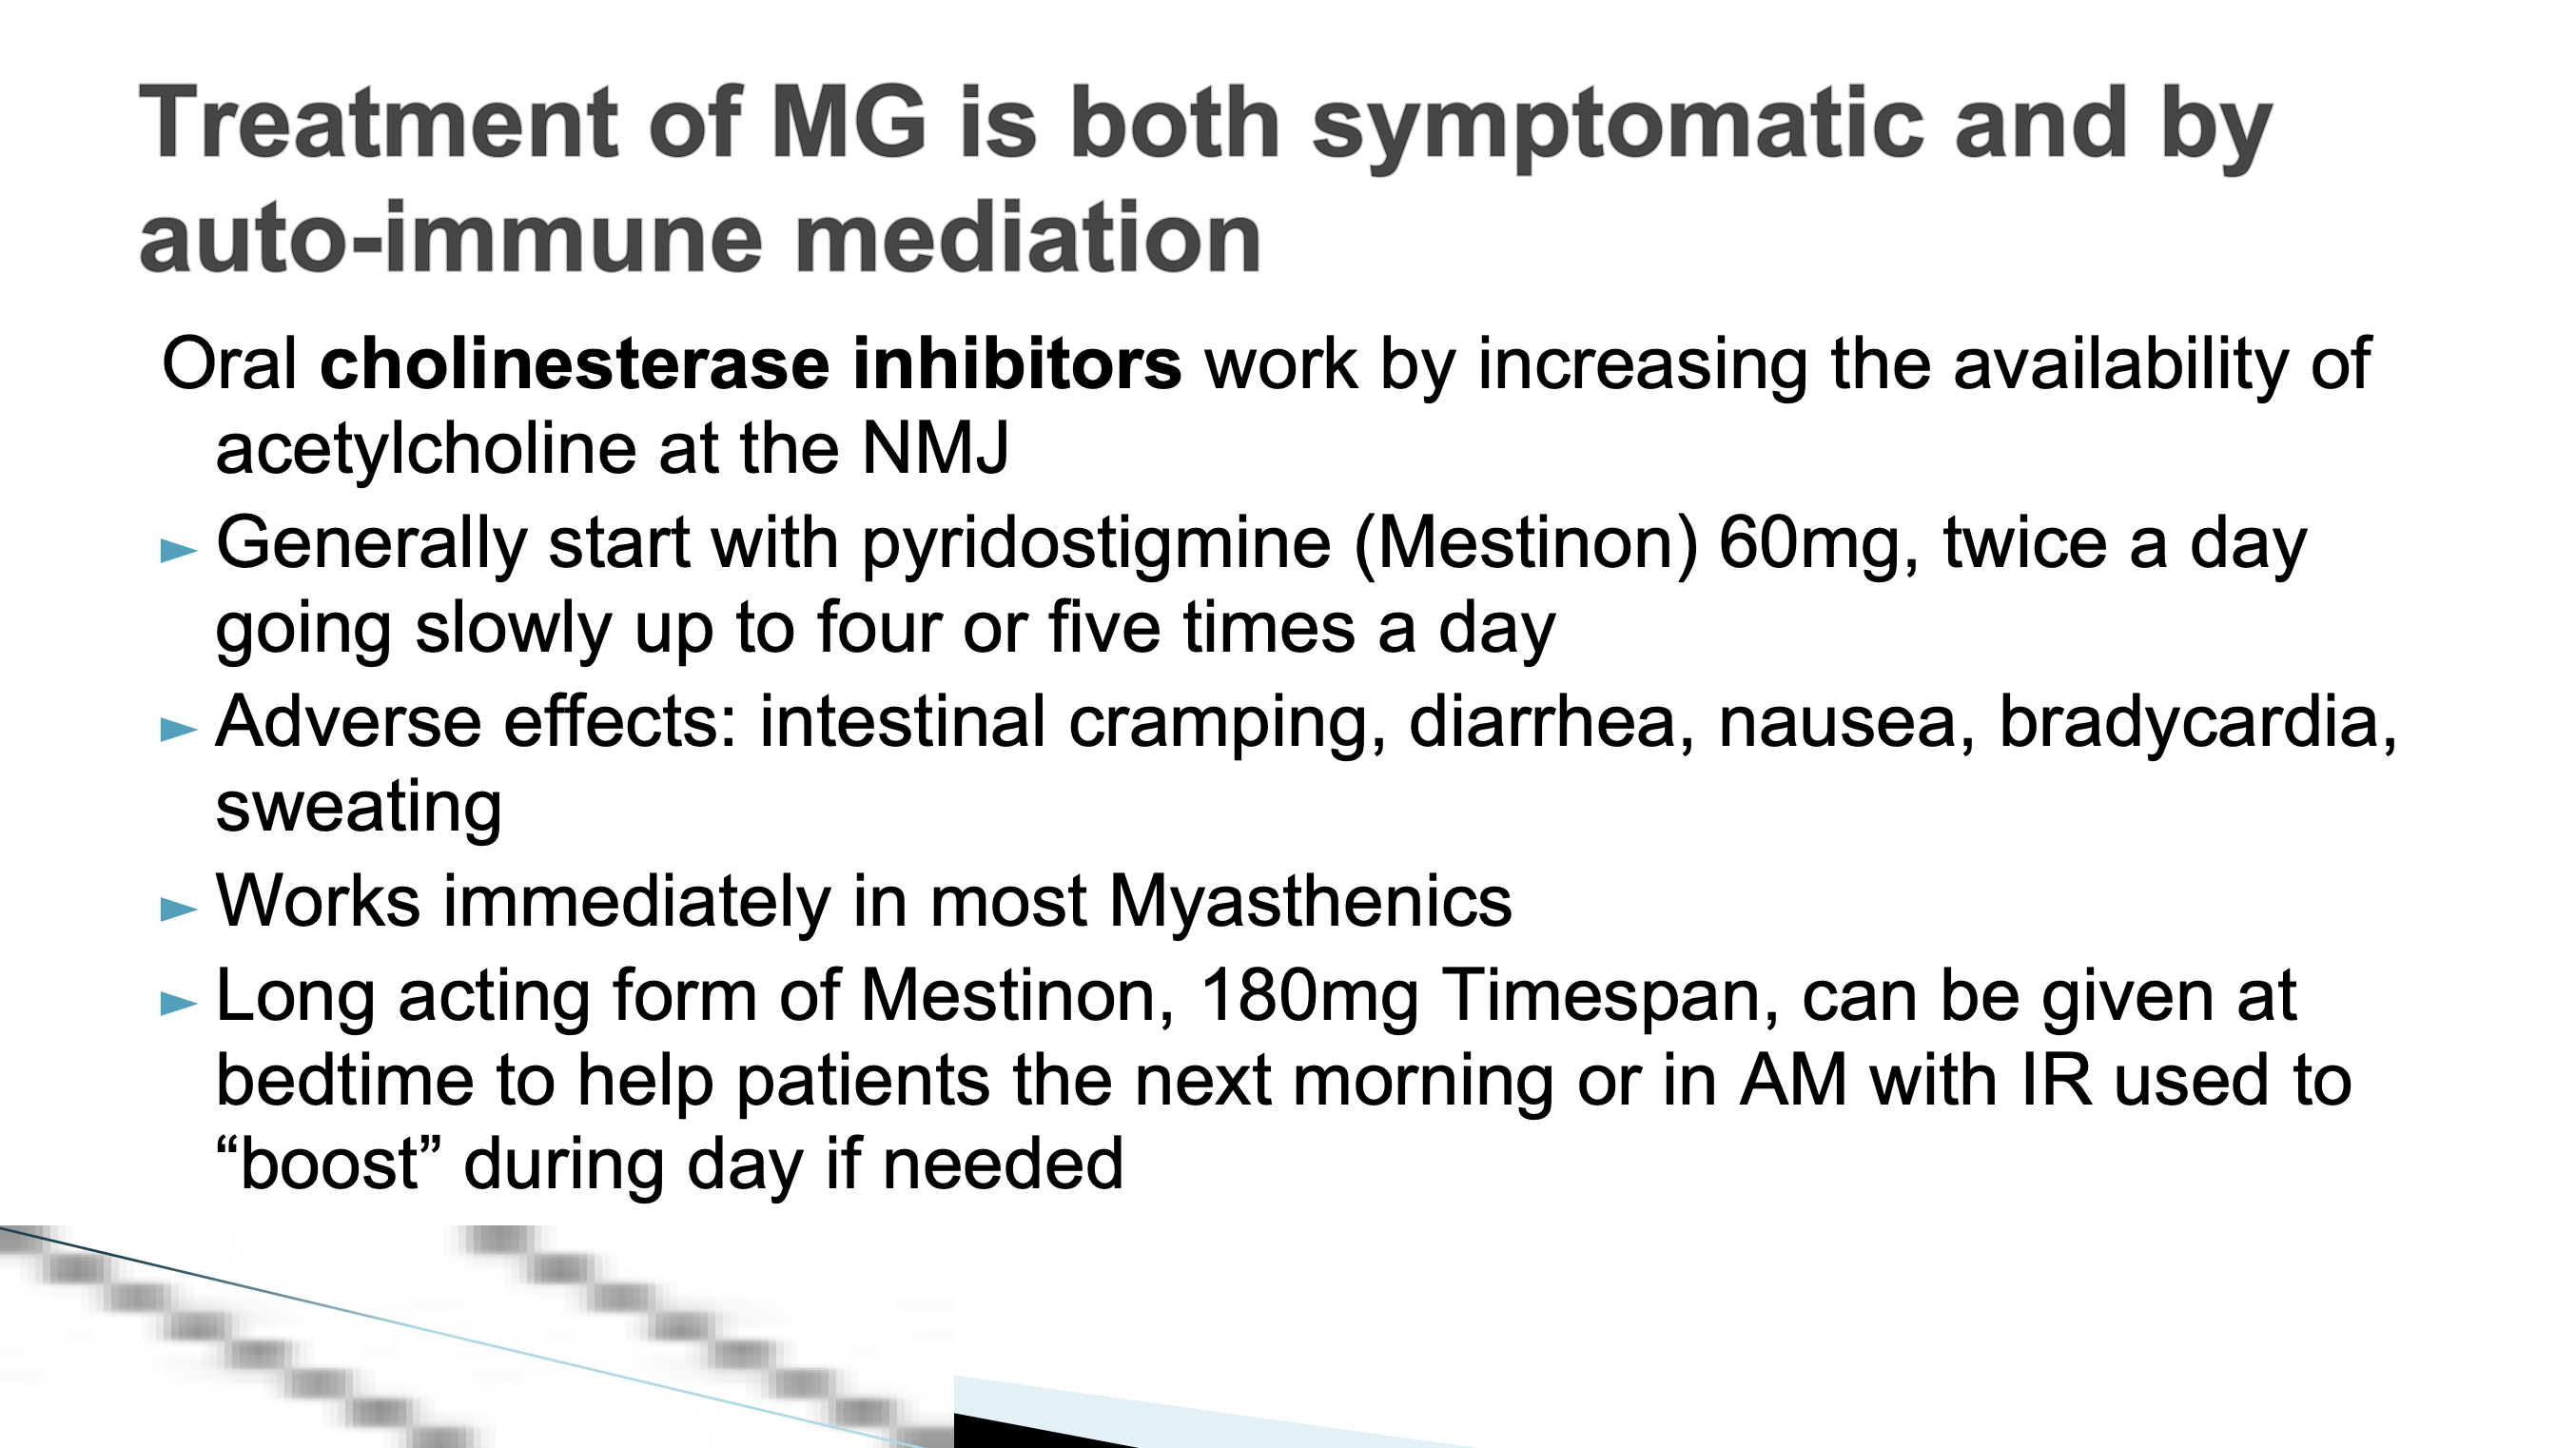 Treatment of MG is both symptomatic and by
auto-immune mediation
Oral cholinesterase inhibitors work by increasing the availability of
acetylcholine at the NMJ
► Generally start with pyridostigmine (Mestinon) 60mg, twice a day
going slowly up to four or five times a day
► Adverse effects: intestinal cramping, diarrhea, nausea, bradycardia,
sweating
► Works immediately in most Myasthenics
► Long acting form of Mestinon, 180mg Timespan, can be given at
bedtime to help patients the next morning or in AM with IR used to
“boost” during day if needed